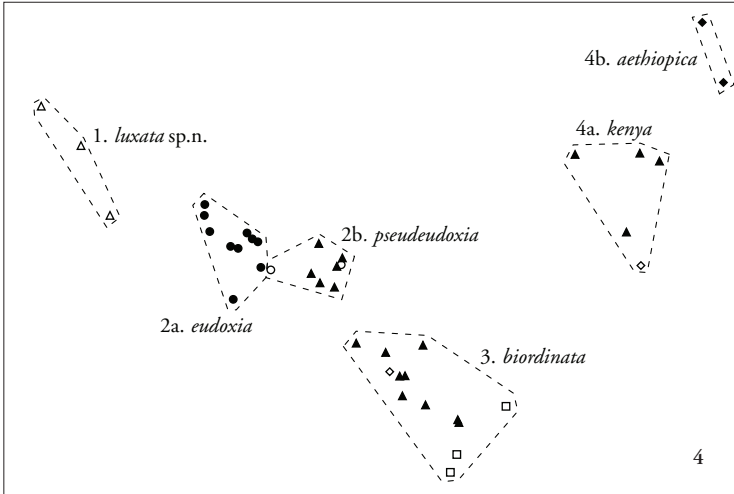 4b. aethiopica
4a. kenya
1. luxata sp.n.
2b. pseudeudoxia
2a. eudoxia
3. biordinata
4